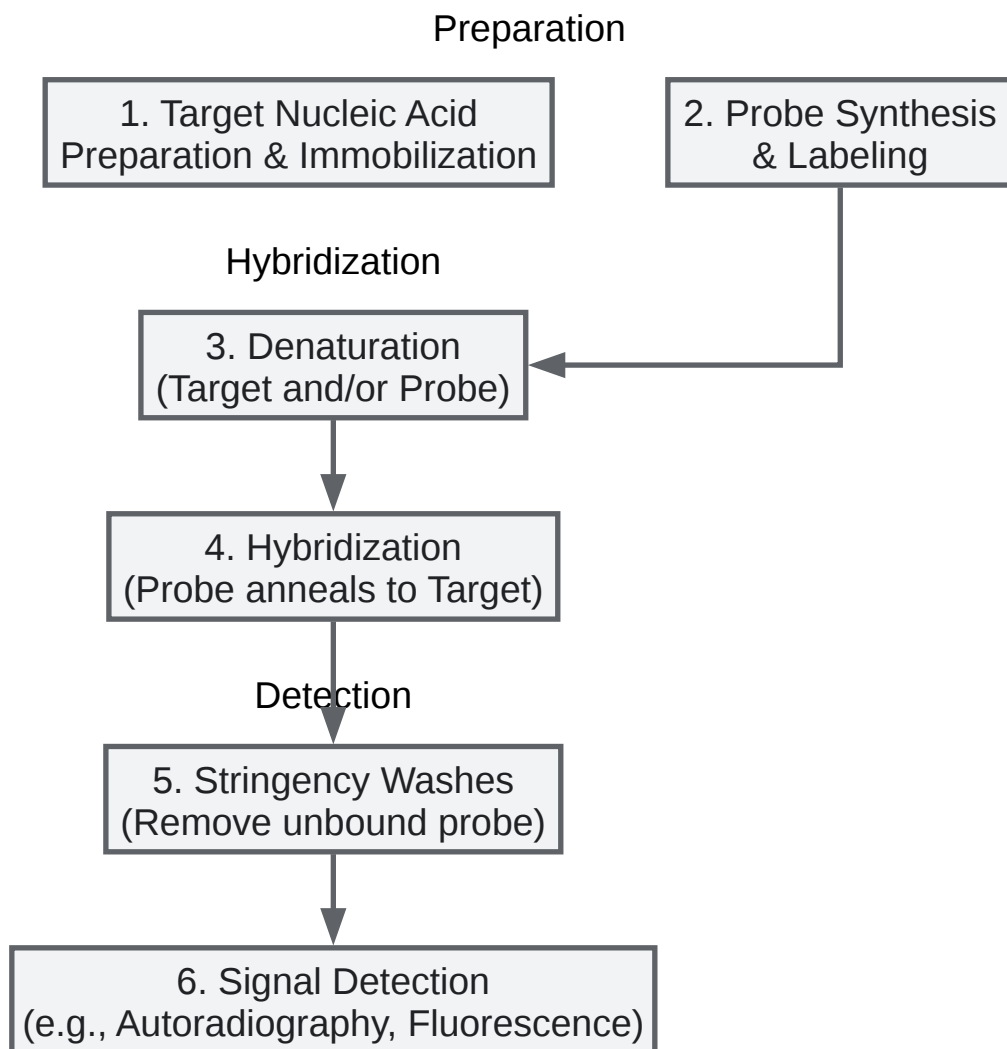 Preparation
1. Target Nucleic Acid
Preparation & Immobilization
2. Probe Synthesis
& Labeling
Hybridization
3. Denaturation
(Target and/or Probe)
4. Hybridization
(Probe anneals to Target)
Detection
5. Stringency Washes
(Remove unbound probe)
6. Signal Detection
(e.g., Autoradiography, Fluorescence)